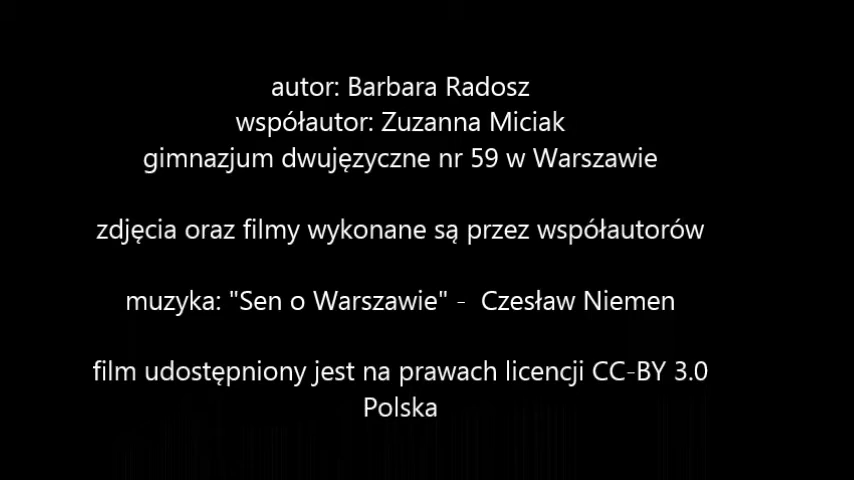 autor: Barbara Radosz
współautor: Zuzanna Miciak
gimnazjum dwujęzyczne nr 59 w Warszawie
zdjęcia oraz filmy wykonane są przez współautorów
muzyka: "Sen o Warszawie" - Czesław Niemen
film udostępniony jest na prawach licencji CC-BY 3.0
Polska